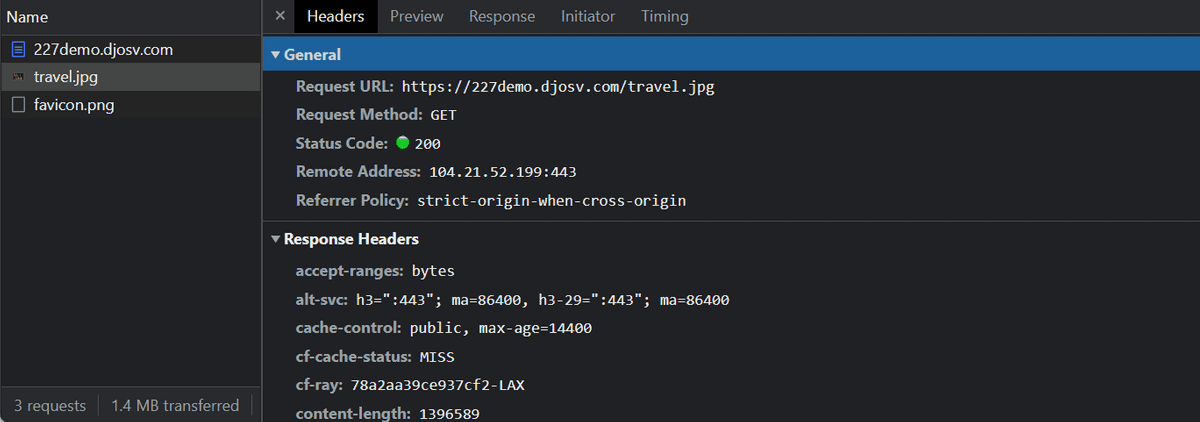 Name
227demo.djosv.com
travel.jpg
favicon.png
3 requests 1.4 MB transferred
× Headers Preview Response Initiator Timing
General
Request URL: https://227demo.djosv.com/travel.jpg
Request Method: GET
Status Code: 200
Remote Address: 104.21.52.199:443
Referrer Policy: strict-origin-when-cross-origin
Response Headers
accept-ranges: bytes
alt-svc: h3=":443"; ma=86400, h3-29=":443"; ma=86400
cache-control: public, max-age=14400
cf-cache-status: MISS
cf-ray: 78a2aa39ce937cf2-LAX
content-length: 1396589